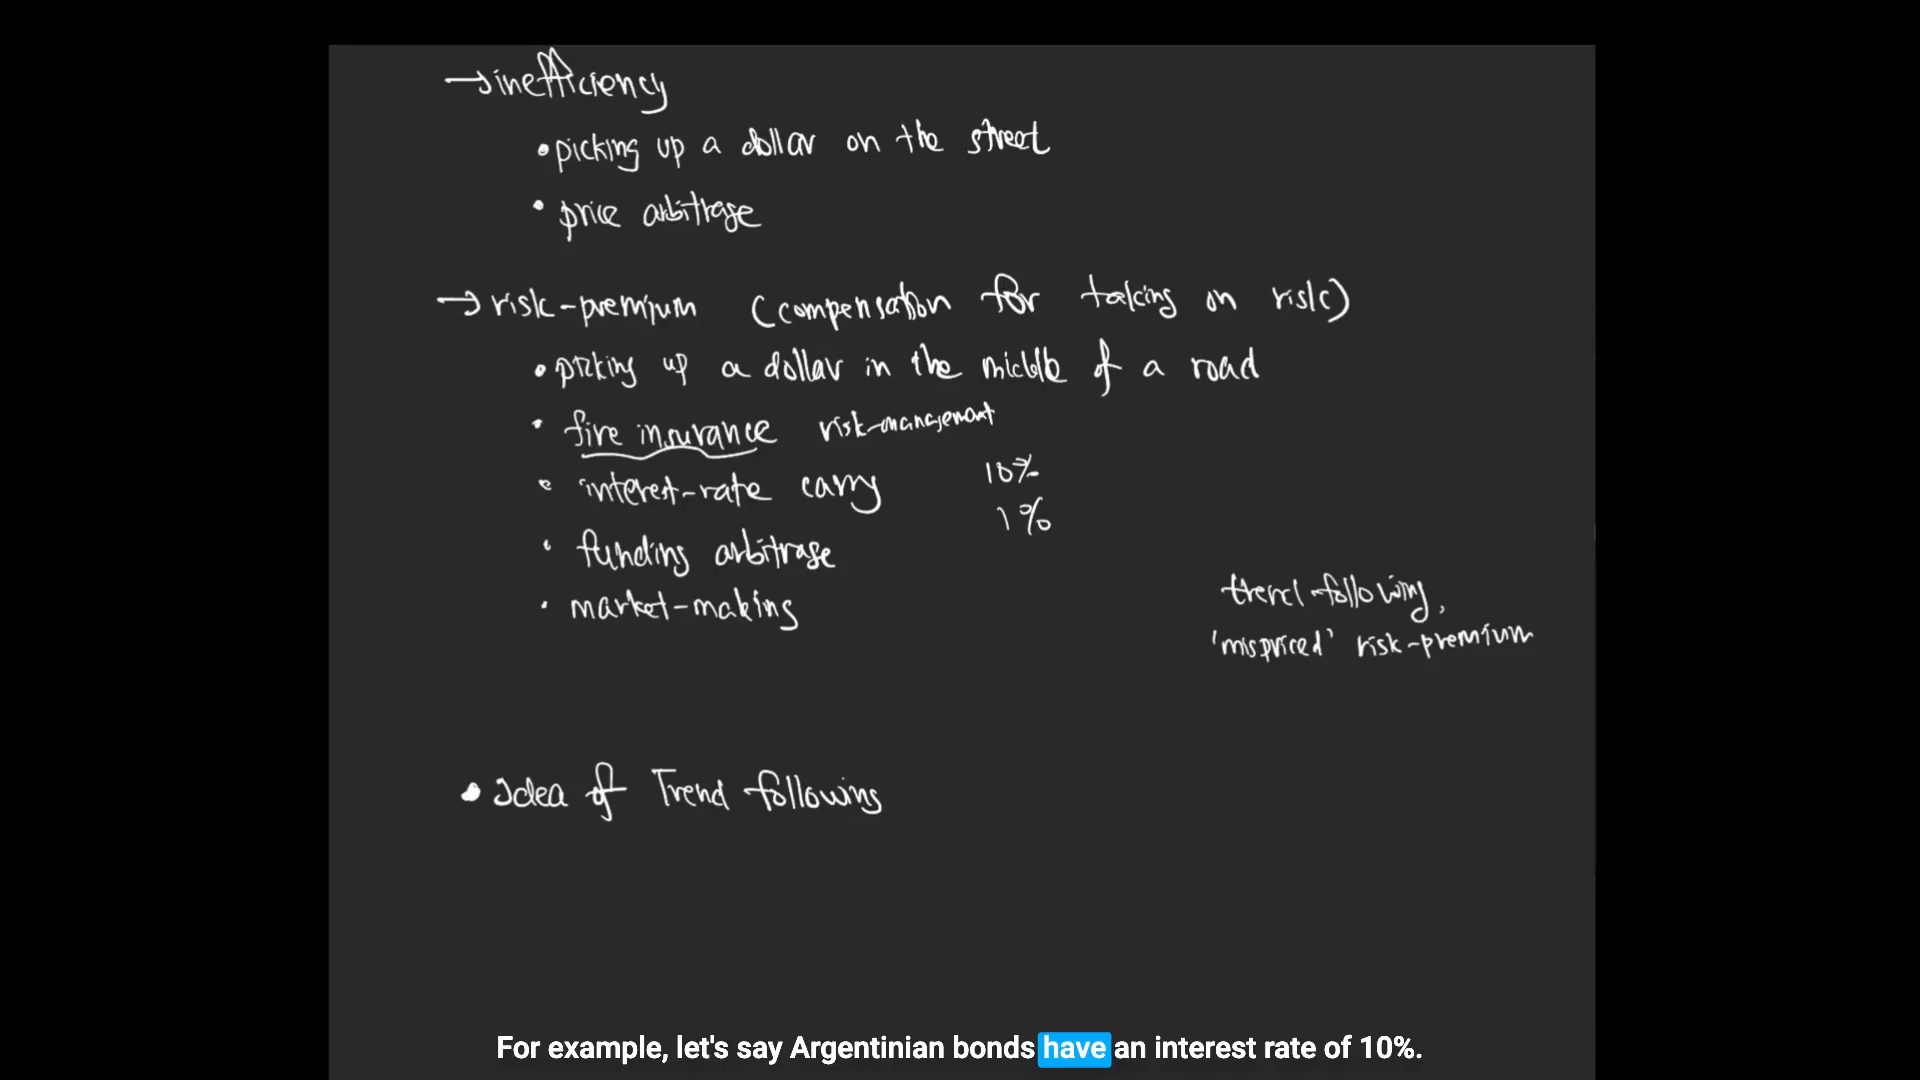 → inefficiency
• picking up a dollar on the street
• price arbitrage
→ risk-premium (compensation for taking on risk)
• picking up a dollar in the middle of a road
• fire insurance risk-management
• interest-rate carry 10%
1%
• funding arbitrage
• market-making
trend-following,
'mispriced' risk-premium
• Idea of Trend following
For example, let's say Argentinian bonds have an interest rate of 10%.